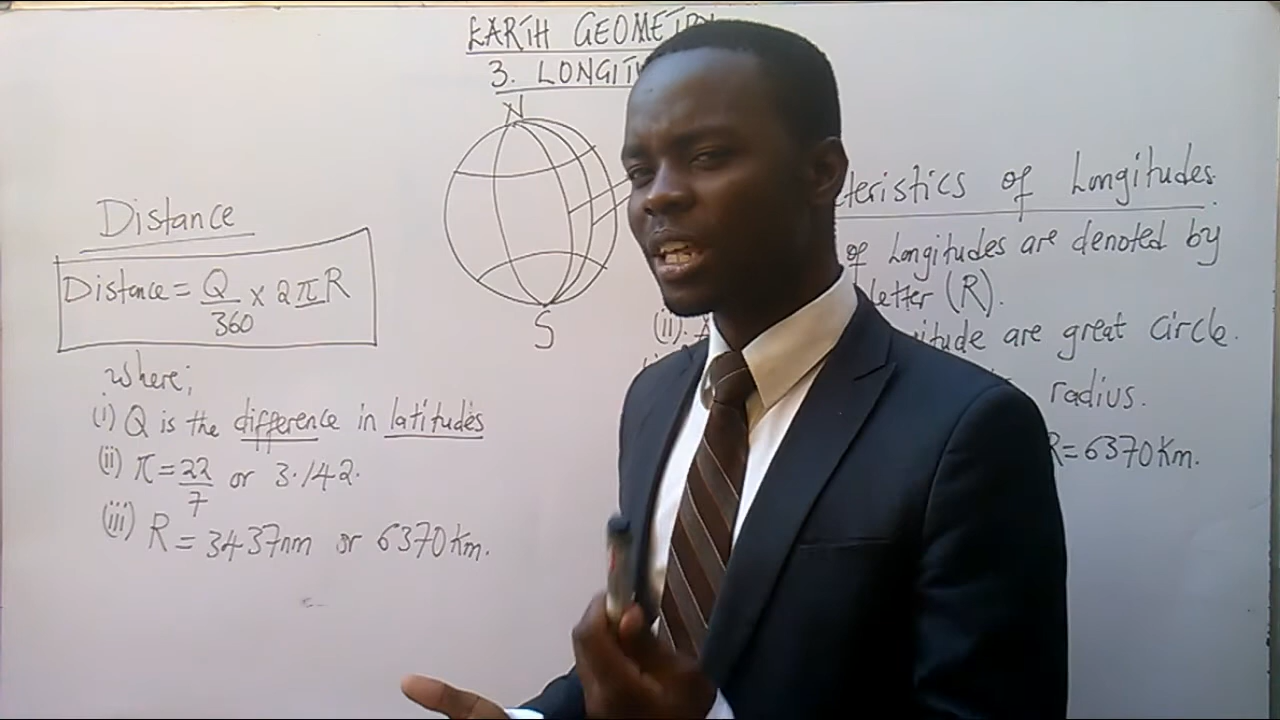 EARTH GEOMETRY
3. LONGITU
N
S
Distance
Distance = Q/360 x 2πR
where;
(i) Q is the difference in latitudes
(ii) π = 22/7 or 3.142.
(iii) R = 3437nm or 6370Km.
teristics of Longitudes.
of Longitudes are denoted by
letter (R).
(ii).
itude are great circle.
radius.
R=6370Km.